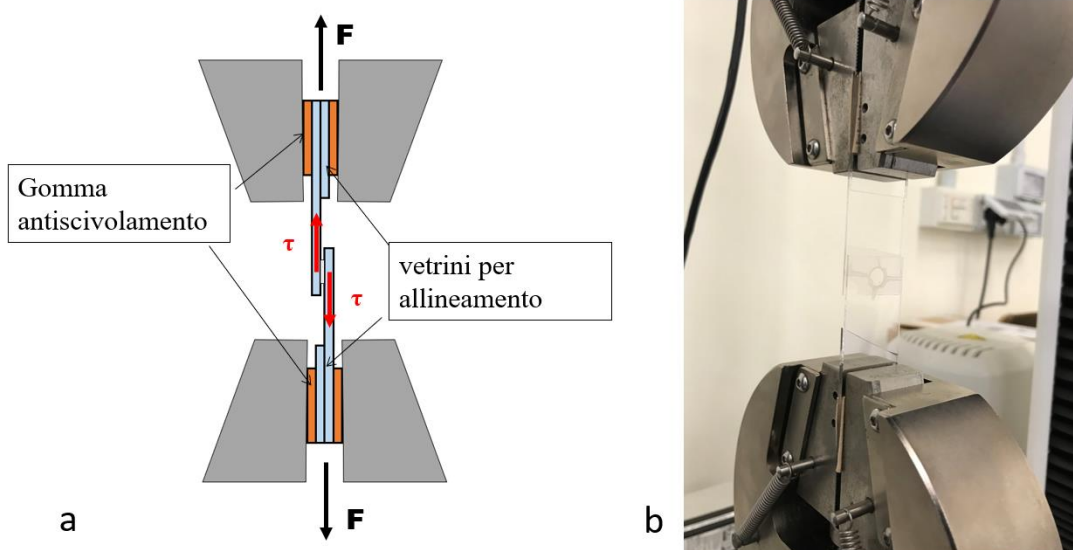 F
Gomma
antiscivolamento
τ
vetrini per
allineamento
τ
F
a
b